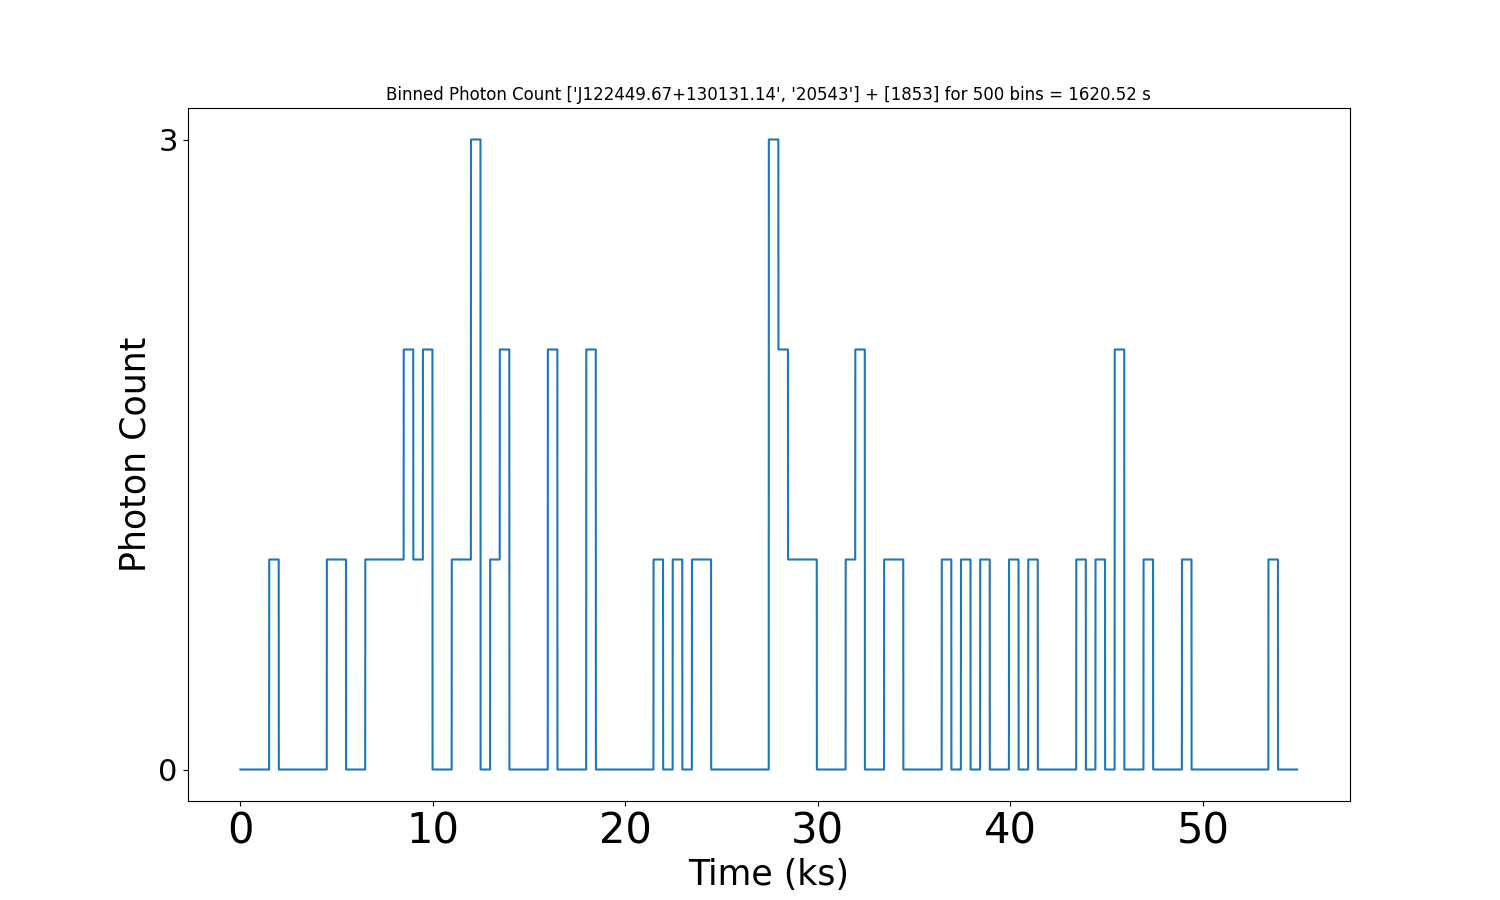 Binned Photon Count ['J122449.67+130131.14', '20543'] + [1853] for 500 bins = 1620.52 s
3
Photon Count
0
0 10 20 30 40 50
Time (ks)